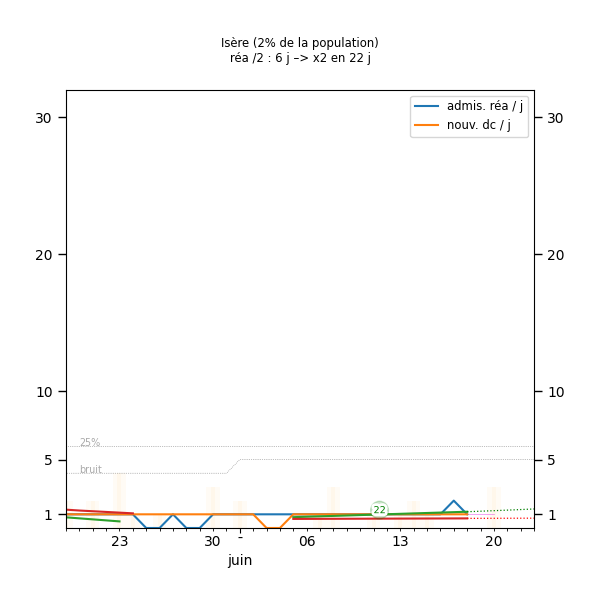 Isère (2% de la population)
réa /2 : 6 j –> x2 en 22 j
admis. réa / j
nouv. dc / j
30 30
20 20
10 10
25%
5 5
bruit
22
1 1
23 30 - 06 13 20
juin